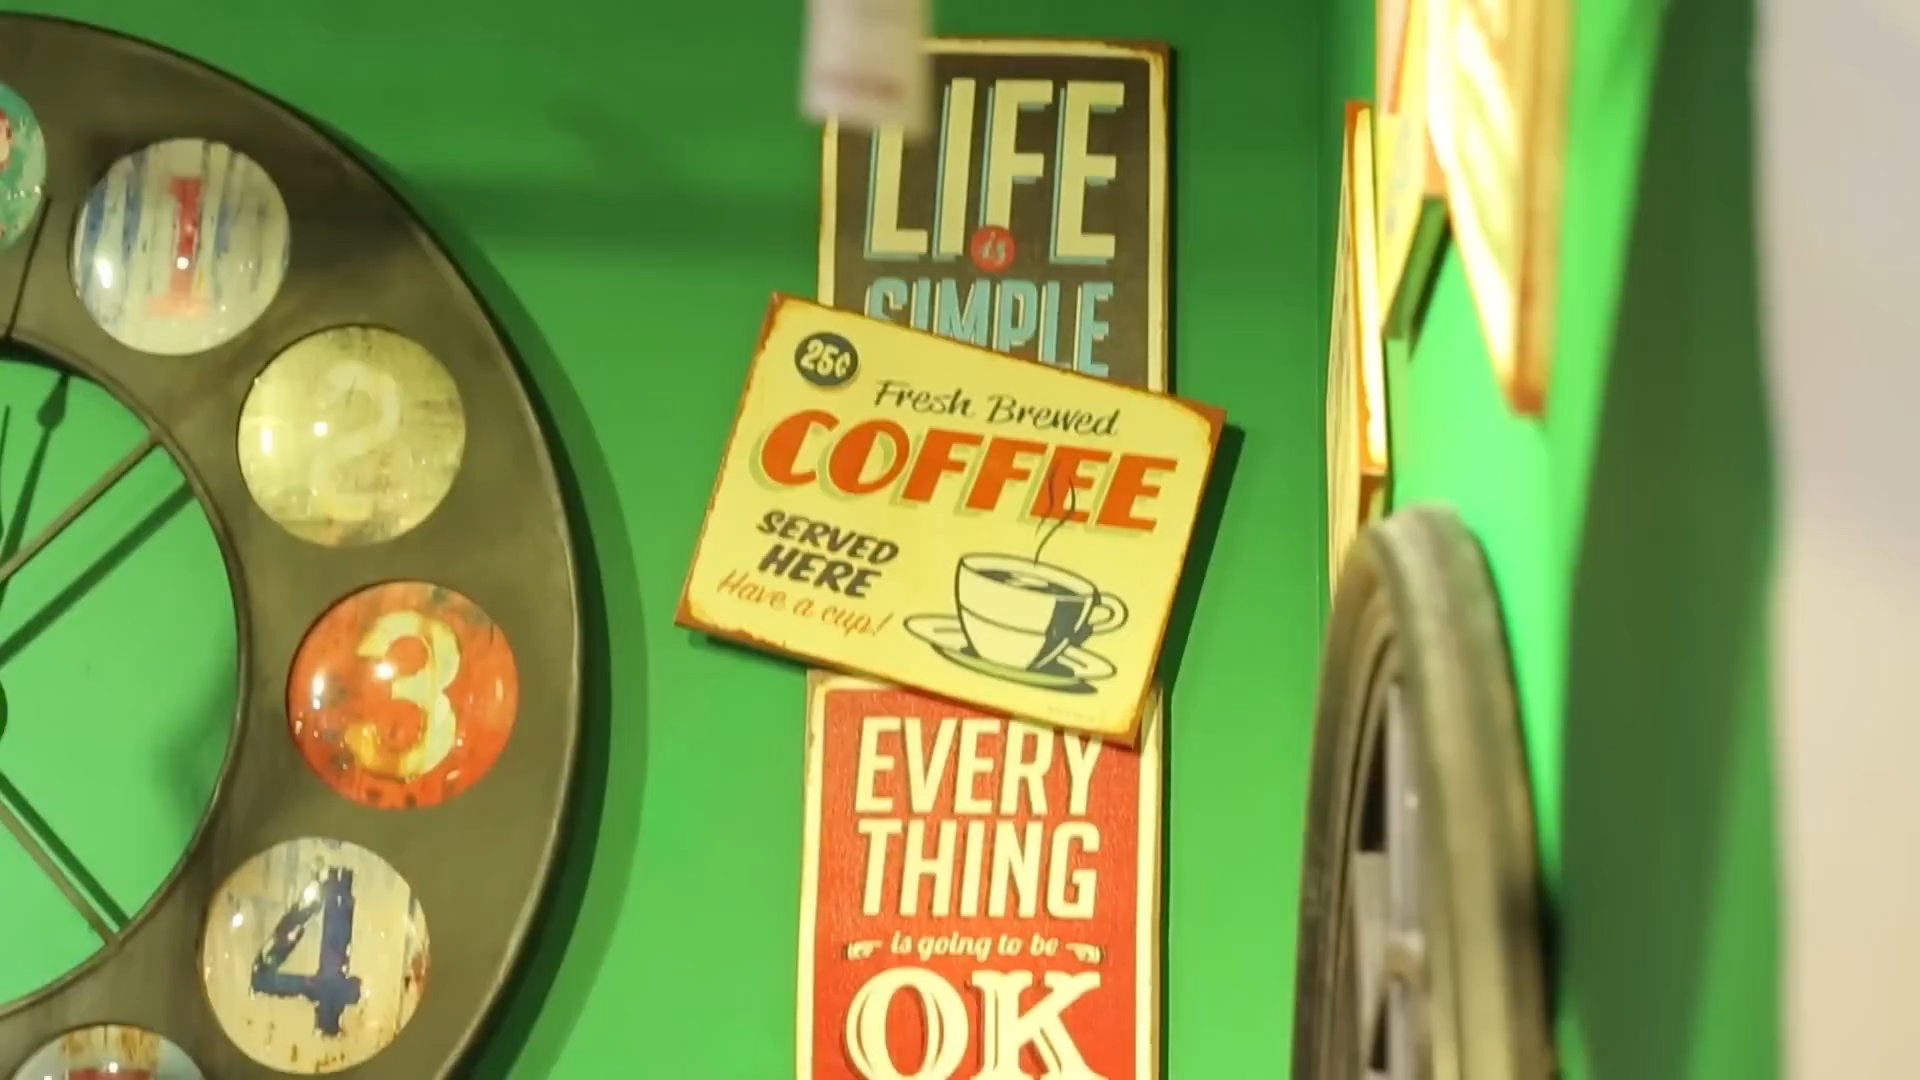 1
2
3
4
LIFE
is
SIMPLE
25¢
Fresh Brewed
COFFEE
SERVED
HERE
Have a cup!
EVERY
THING
is going to be
OK